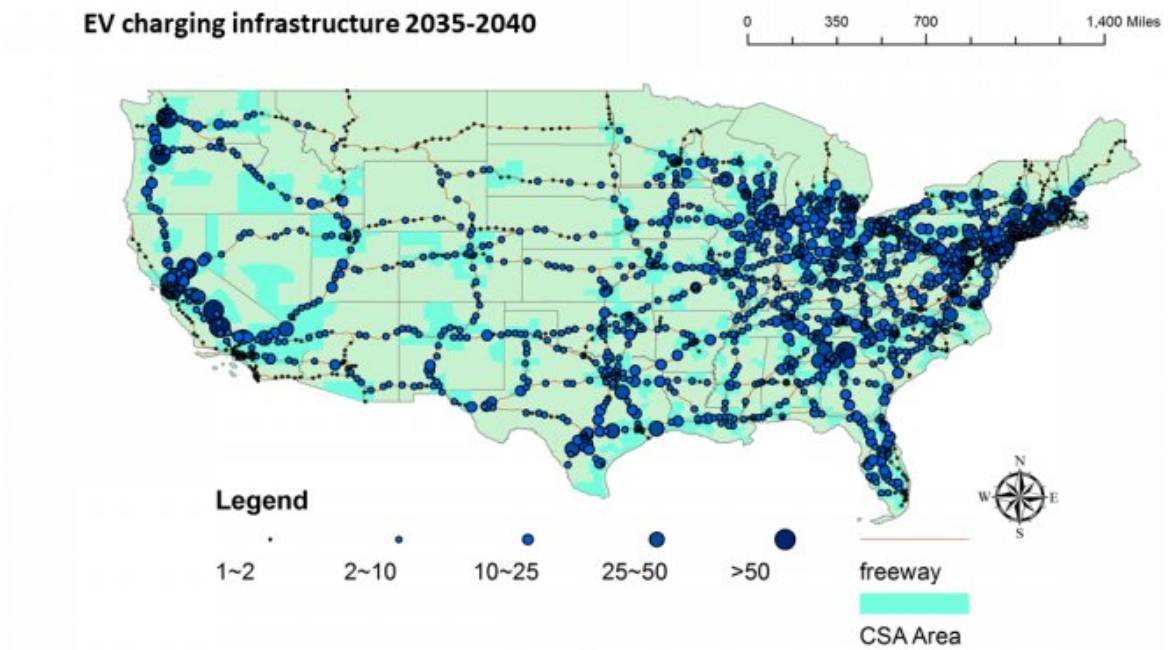 EV charging infrastructure 2035-2040
0 350 700 1,400 Miles
N
W E
S
Legend
1~2 2~10 10~25 25~50 >50 freeway
CSA Area